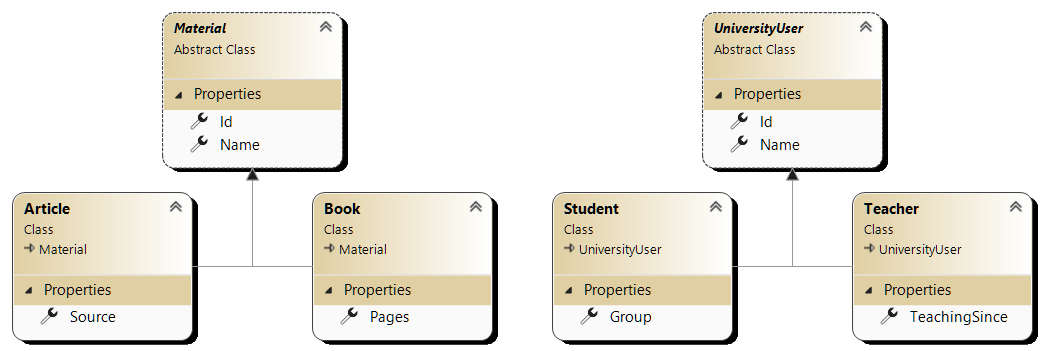 Material
Abstract Class
Properties
Id
Name
UniversityUser
Abstract Class
Properties
Id
Name
Article
Class
Material
Properties
Source
Book
Class
Material
Properties
Pages
Student
Class
UniversityUser
Properties
Group
Teacher
Class
UniversityUser
Properties
TeachingSince